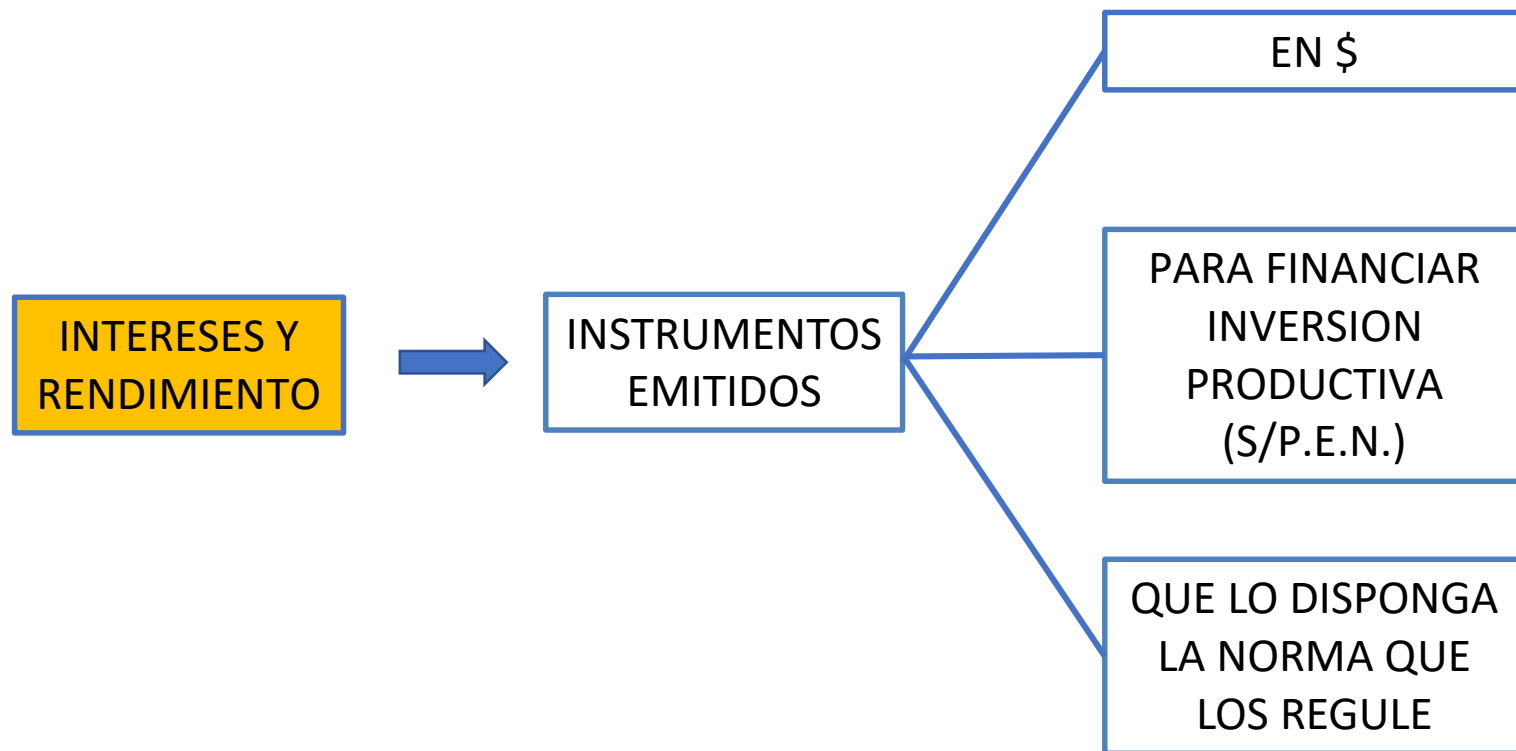 INTERESES Y
RENDIMIENTO
INSTRUMENTOS
EMITIDOS
EN $
PARA FINANCIAR
INVERSION
PRODUCTIVA
(S/P.E.N.)
QUE LO DISPONGA
LA NORMA QUE
LOS REGULE